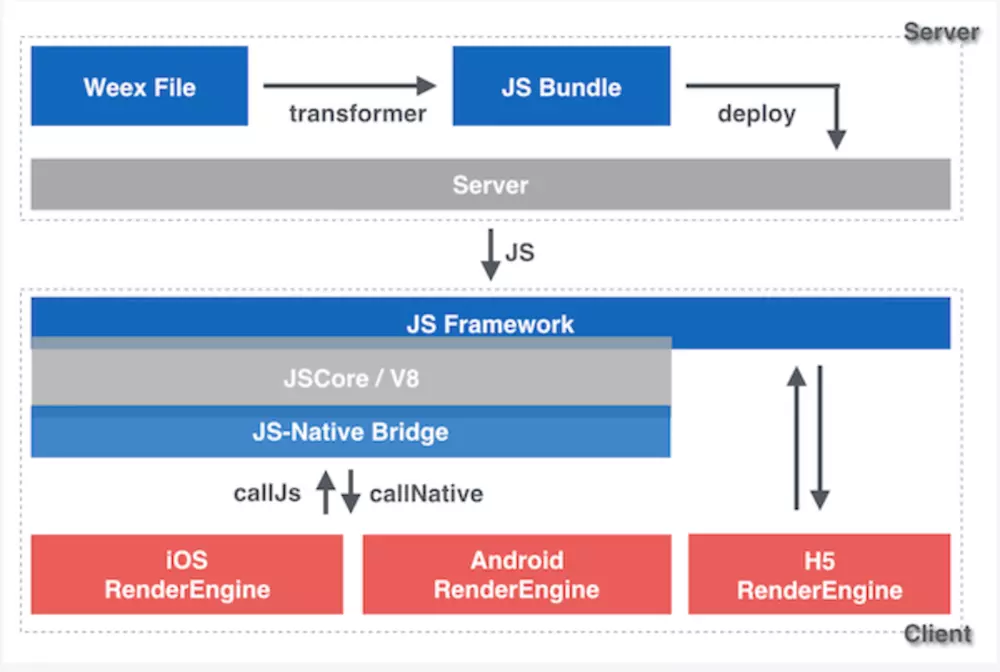 Server
Weex File
transformer
JS Bundle
deploy
Server
JS
JS Framework
JSCore / V8
JS-Native Bridge
callJs
callNative
iOS
RenderEngine
Android
RenderEngine
H5
RenderEngine
Client